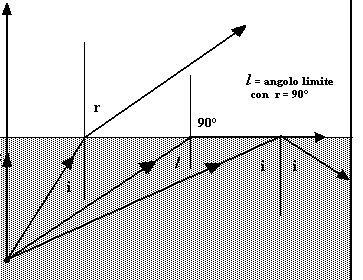 r
l = angolo limite
con r = 90°
90°
i
l
i
i